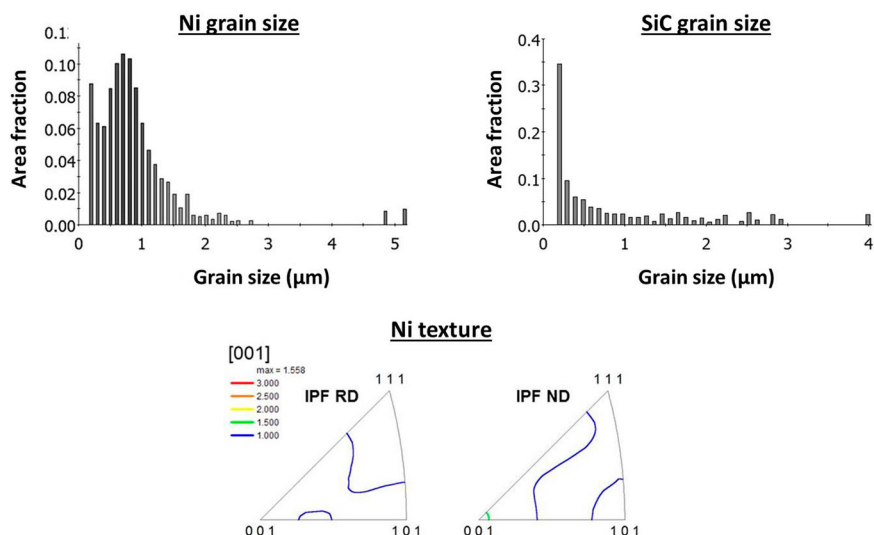 Ni grain size
Area fraction
0.1
0.10
0.08
0.06
0.04
0.02
0.00
0 1 2 3 4 5
Grain size (μm)
SiC grain size
Area fraction
0.4
0.3
0.2
0.1
0.0
0 1 2 3 4
Grain size (μm)
Ni texture
[001]
max = 1.558
3.000
2.500
2.000
1.500
1.000
IPF RD
1 1 1
0 0 1
1 0 1
IPF ND
1 1 1
0 0 1
1 0 1